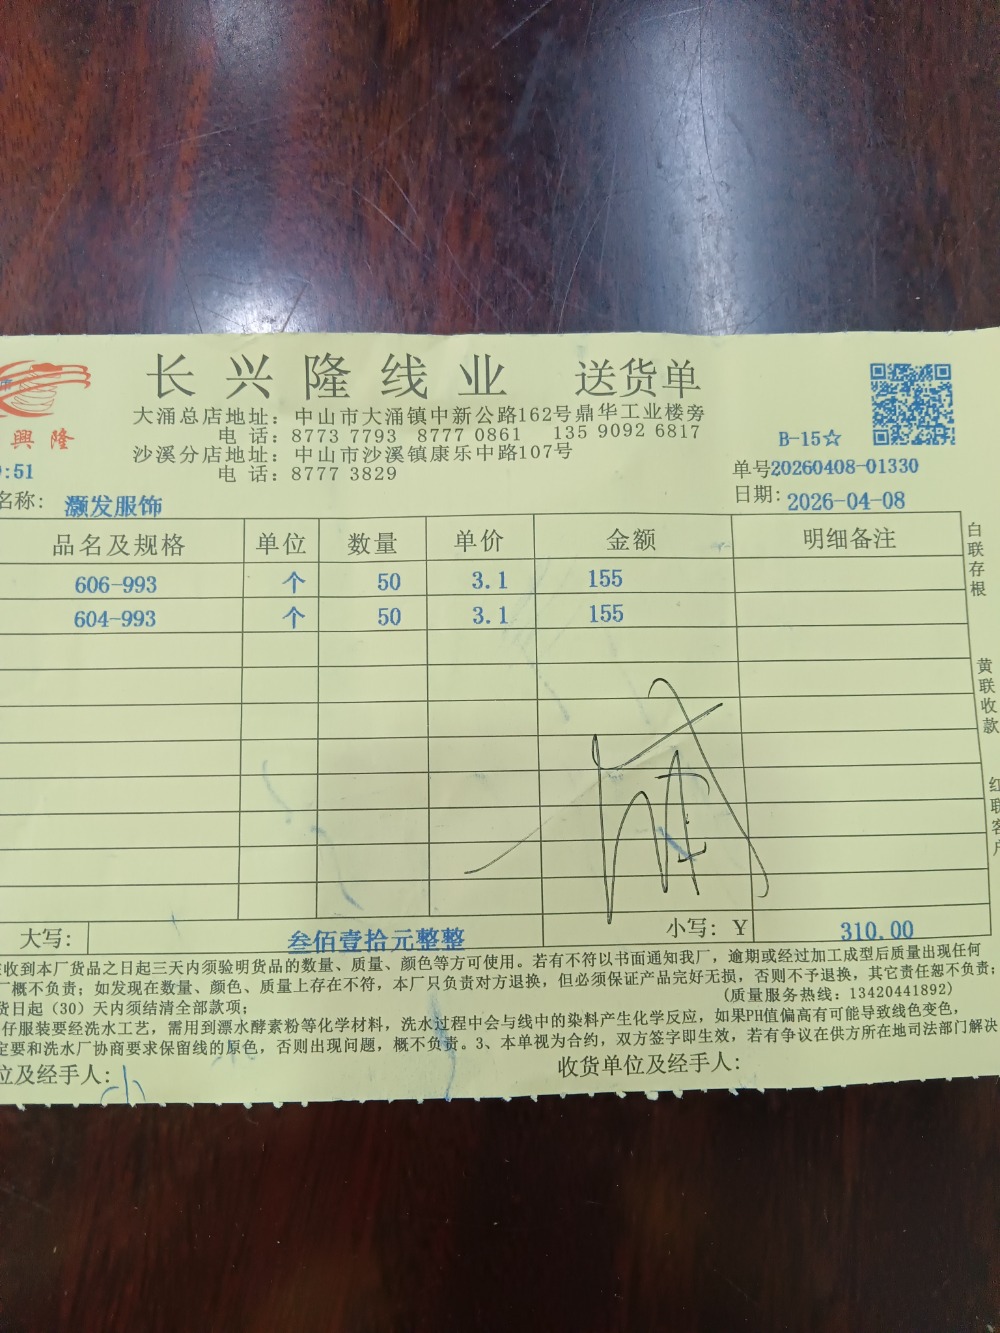 长兴隆线业 送货单
大涌总店地址：中山市大涌镇中新公路162号鼎华工业楼旁
电 话：8773 7793 8777 0861 135 9092 6817
沙溪分店地址：中山市沙溪镇康乐中路107号
电 话：8777 3829
興隆
B-15☆
:51
单号20260408-01330
名称： 灏发服饰
日期：2026-04-08
品名及规格 单位 数量 单价 金额 明细备注
606-993 个 50 3.1 155
604-993 个 50 3.1 155
白联存根
黄联收款
红联客户
大写： 叁佰壹拾元整整 小写：Y 310.00
收到本厂货品之日起三天内须验明货品的数量、质量、颜色等方可使用。若有不符以书面通知我厂，逾期或经过加工成型后质量出现任何
厂概不负责；如发现在数量、颜色、质量上存在不符，本厂只负责对方退换，但必须保证产品完好无损，否则不予退换，其它责任恕不负责；
货日起（30）天内须结清全部款项； （质量服务热线：13420441892）
仔服装要经洗水工艺，需用到漂水酵素粉等化学材料，洗水过程中会与线中的染料产生化学反应，如果PH值偏高有可能导致线色变色，
定要和洗水厂协商要求保留线的原色，否则出现问题，概不负责。3、本单视为合约，双方签字即生效，若有争议在供方所在地司法部门解决
位及经手人： 收货单位及经手人：